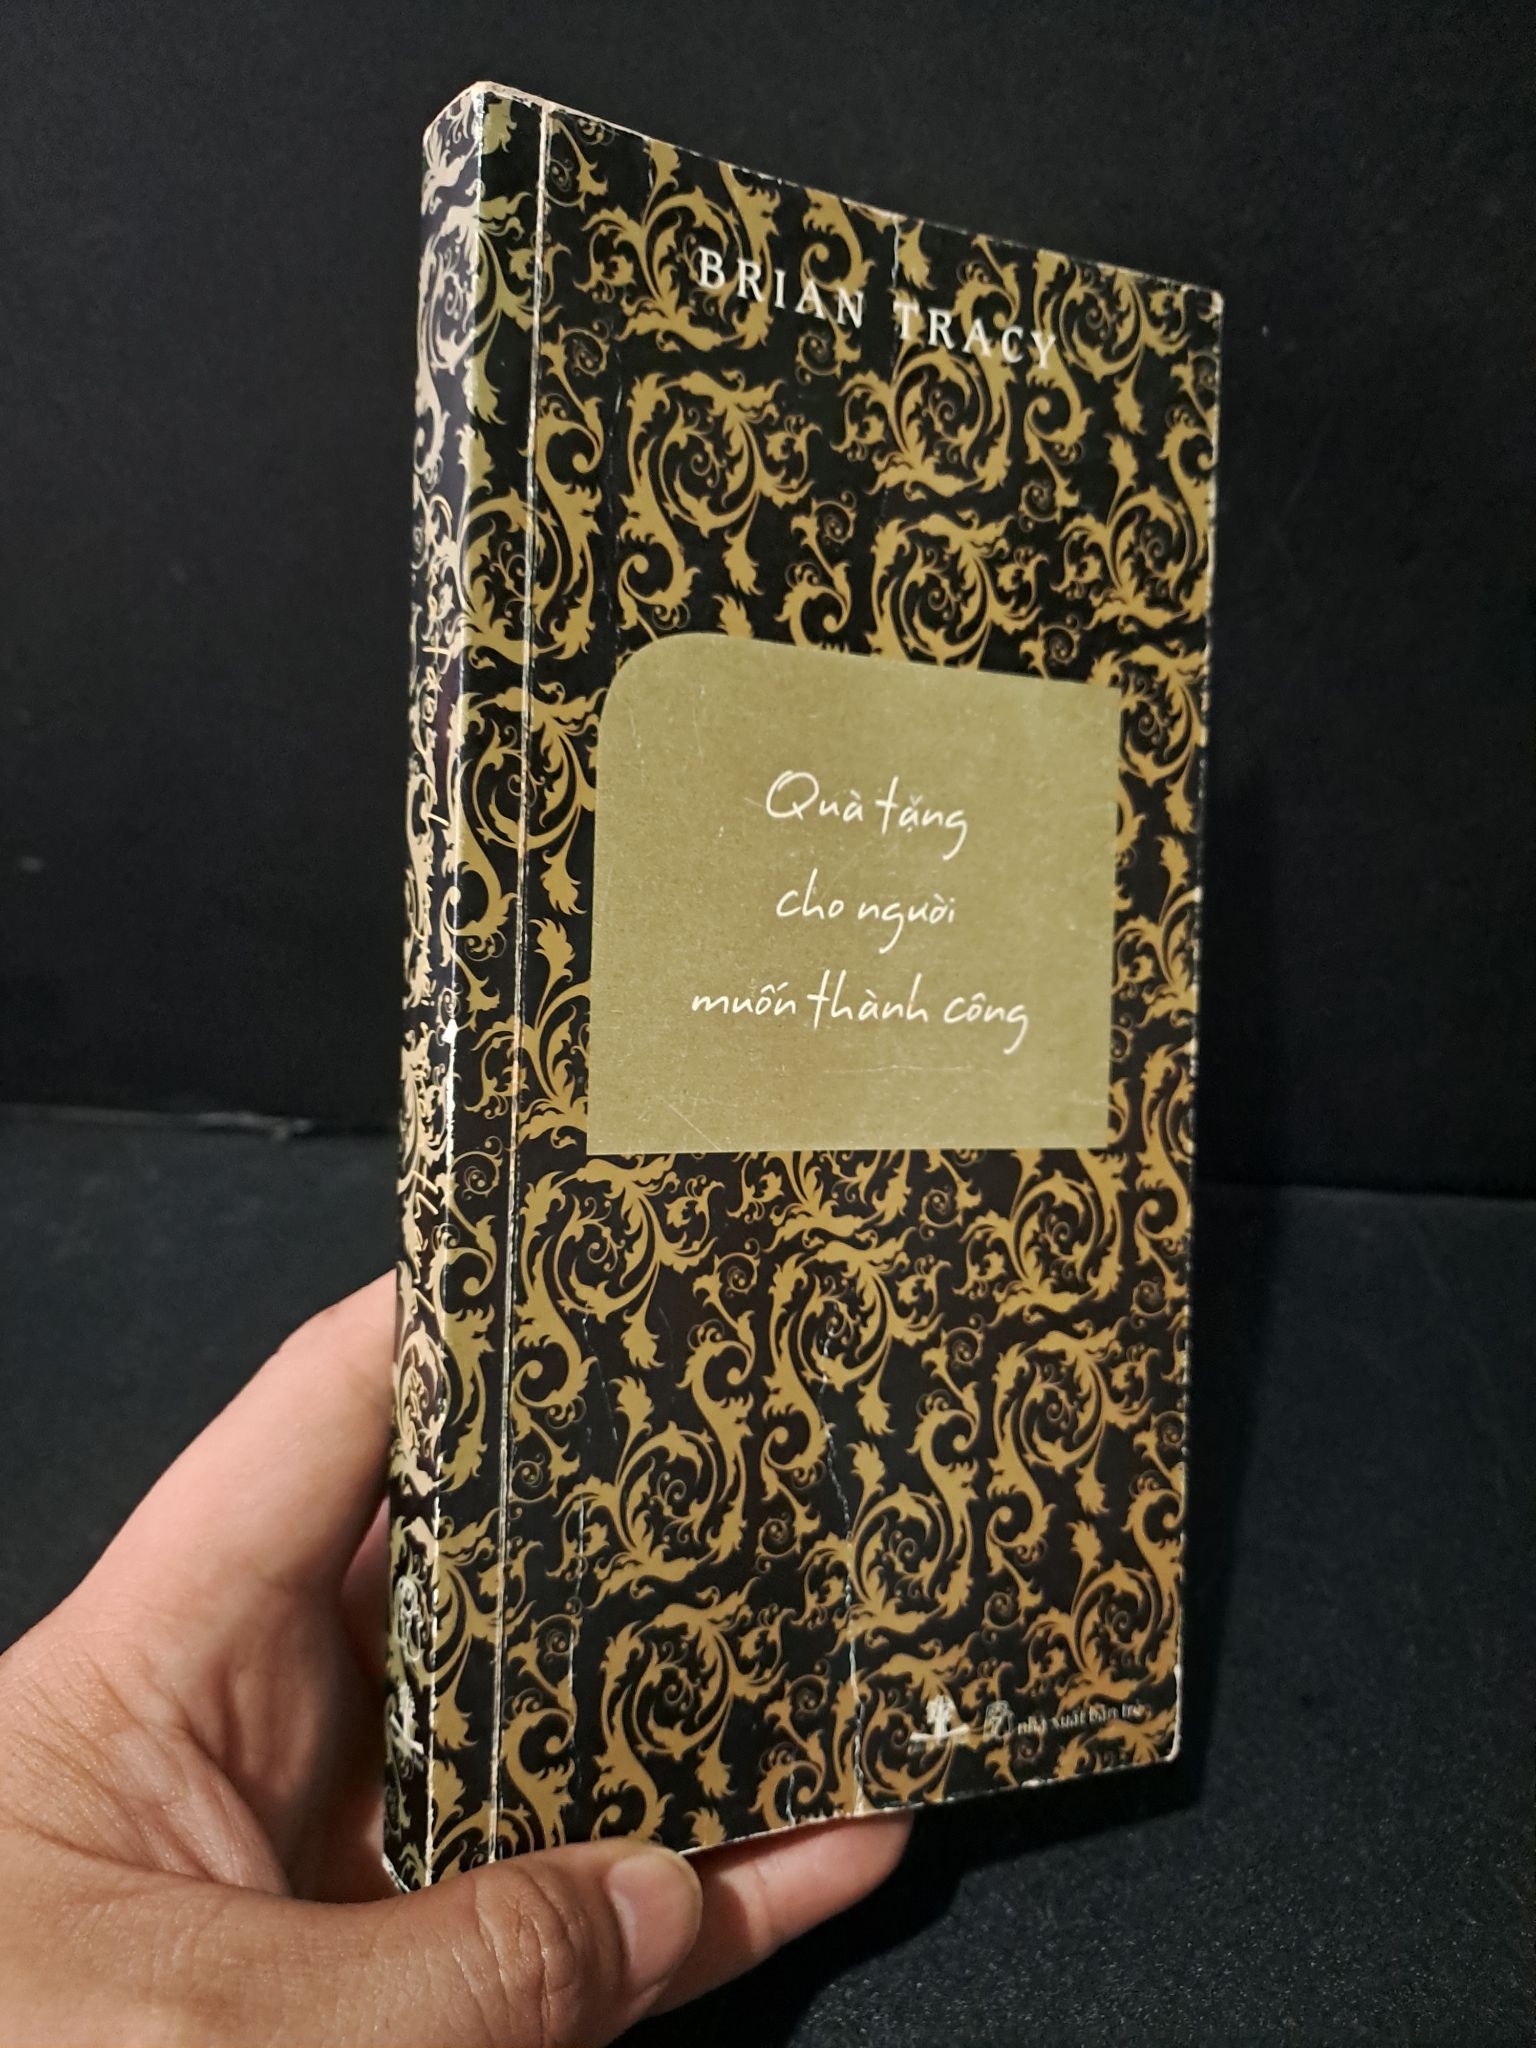 BRIAN TRACY
Quà tặng
cho người
muốn thành công
nhà xuất bản trẻ